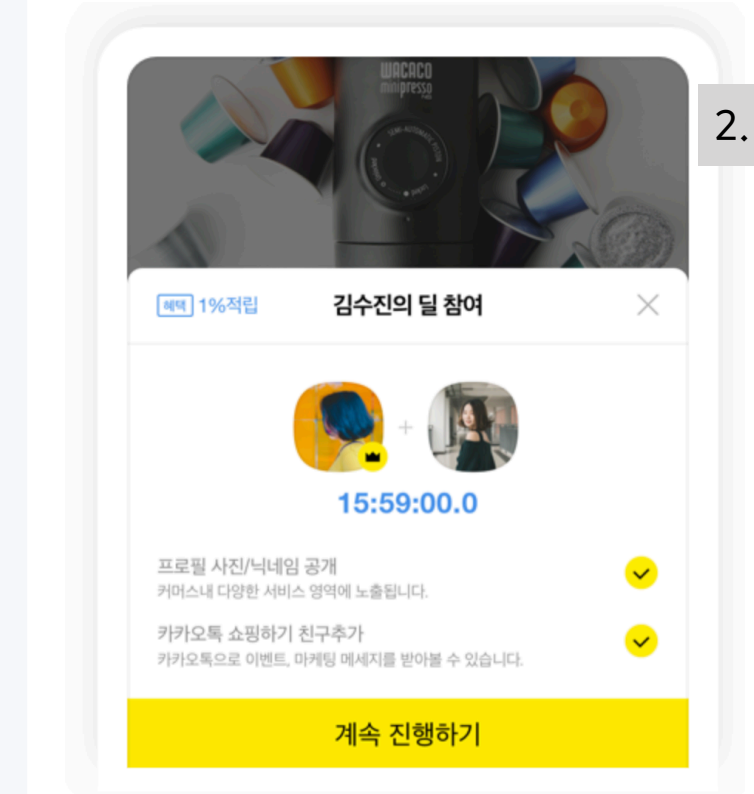 WACACO
minipresso
SEMI-AUTOMATIC PISTON
Locked
2.
혜택 1%적립
김수진의 딜 참여
+
15:59:00.0
프로필 사진/닉네임 공개
커머스내 다양한 서비스 영역에 노출됩니다.
카카오톡 쇼핑하기 친구추가
카카오톡으로 이벤트, 마케팅 메세지를 받아볼 수 있습니다.
계속 진행하기